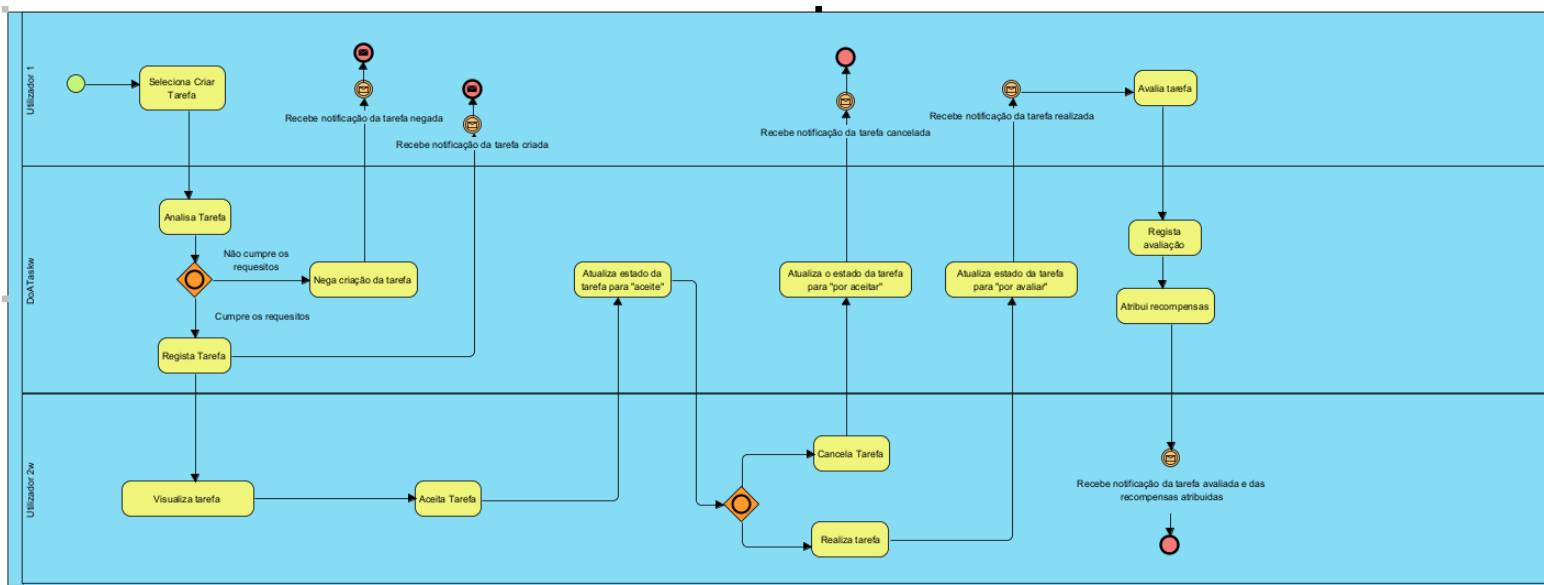 Utilizador 1
Seleciona Criar
Tarefa
Recebe notificação da tarefa negada
Recebe notificação da tarefa criada
Recebe notificação da tarefa cancelada
Recebe notificação da tarefa realizada
Avalia tarefa
DoATaskw
Analisa Tarefa
Não cumpre os
requesitos
Nega criação da tarefa
Cumpre os requesitos
Regista Tarefa
Atualiza estado da
tarefa para "aceite"
Atualiza o estado da tarefa
para "por aceitar"
Atualiza estado da tarefa
para "por avaliar"
Regista
avaliação
Atribui recompensas
Utilizador 2w
Visualiza tarefa
Aceita Tarefa
Cancela Tarefa
Realiza tarefa
Recebe notificação da tarefa avaliada e das
recompensas atribuidas